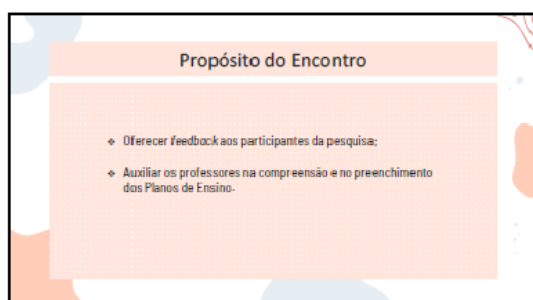 Propósito do Encontro
❖ Oferecer feedback aos participantes da pesquisa;
❖ Auxiliar os professores na compreensão e no preenchimento
dos Planos de Ensino.